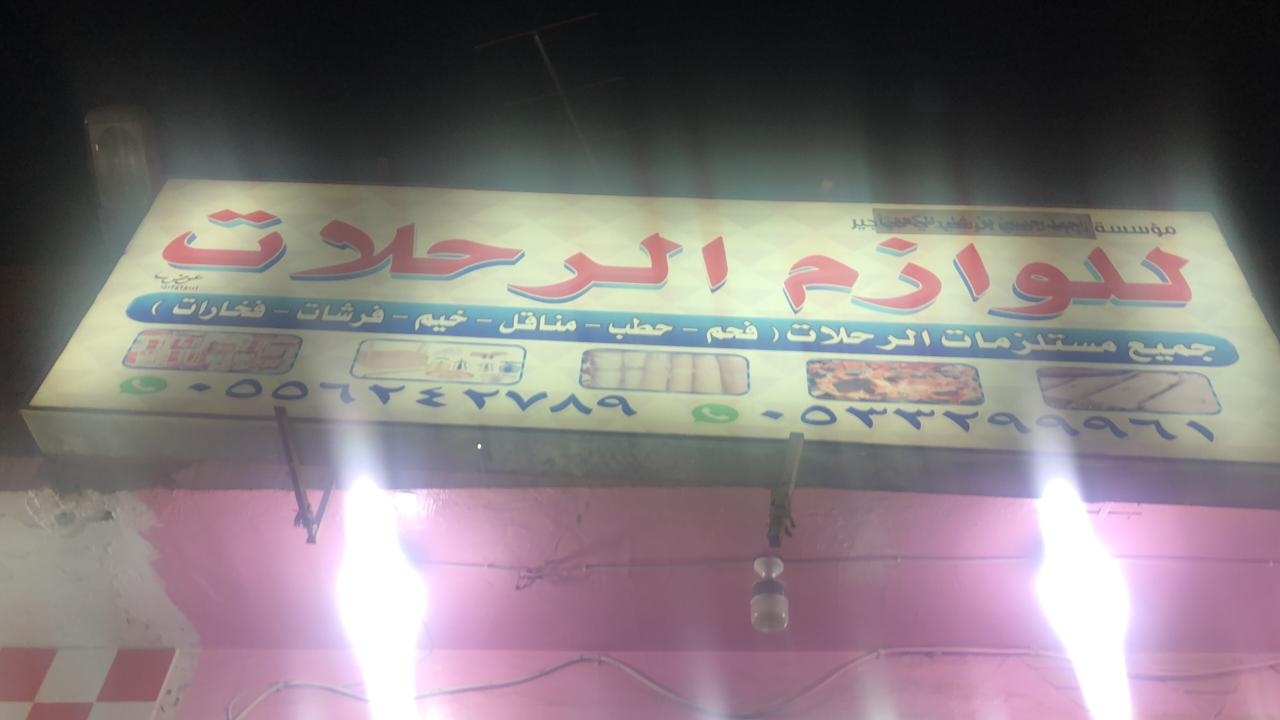 مؤسسة
للوازم الرحلات
جميع مستلزمات الرحلات ( فحم - حطب - مناقل - خيم - فرشات - فخارات )
٠٥٣٣٢٩٩٩٦١ ٠٥٥٦٢٤٢٧٨٩